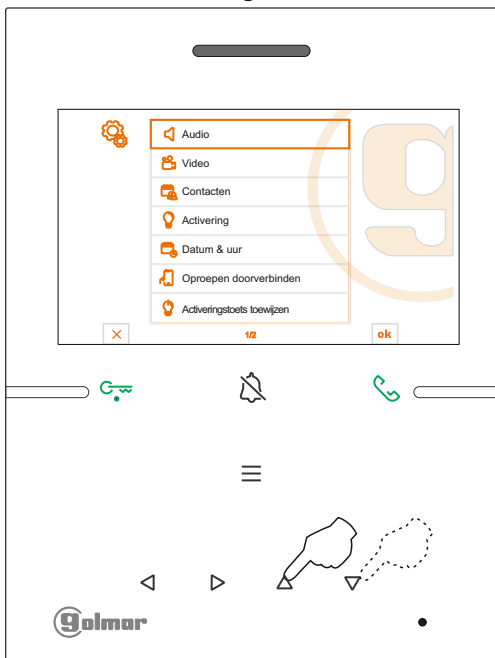 Audio
Video
Contacten
Activering
Datum & uur
Oproepen doorverbinden
Activeringstoets toewijzen
1/2
ok
golmar